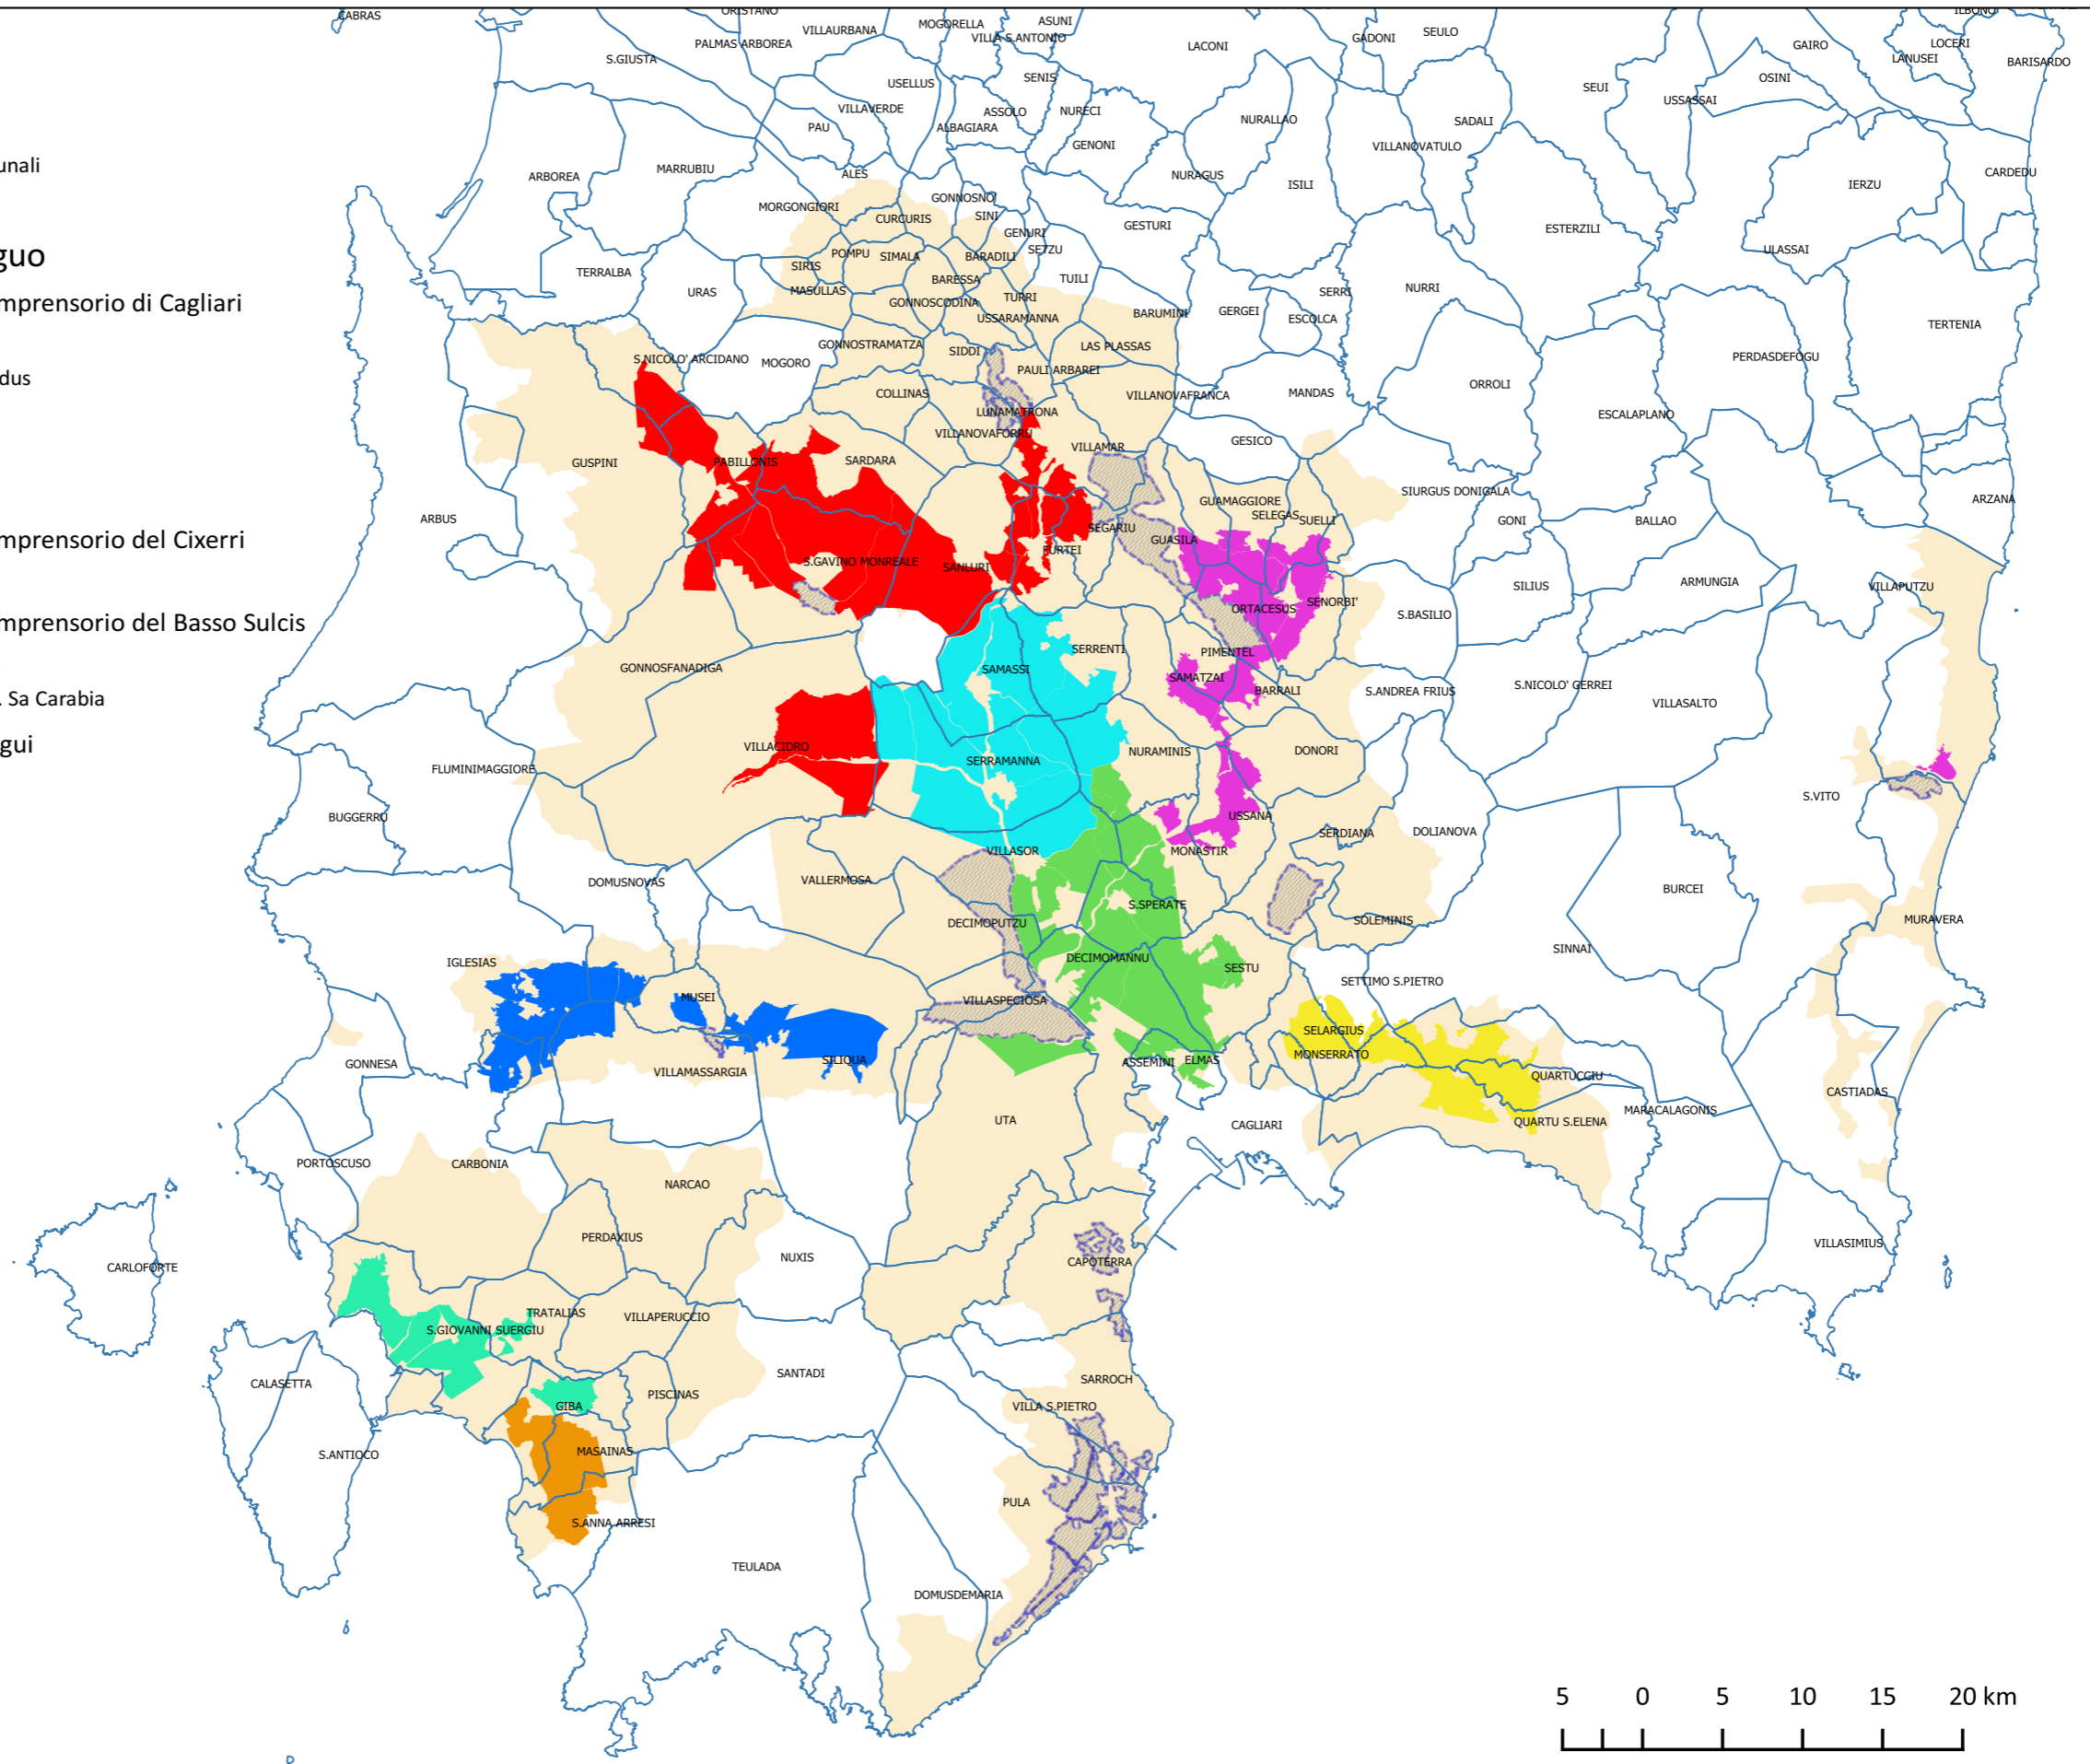 CABRAS
ORISTANO
PALMAS ARBOREA
VILLAURBANA
MOGORELLA
ASUNI
VILLA S.ANTONIO
LACONI
GADONI
SEULO
GAIRO
ILBONO
LOCERI
LANUSEI
BARISARDO
S.GIUSTA
USELLUS
SENIS
SEUI
OSINI
USSASSAI
VILLAVERDE
ASSOLO
NURECI
PAU
ALBAGIARA
NURALLAO
SADALI
GENONI
VILLANOVATULO
unali
ARBOREA
MARRUBIU
ALES
NURAGUS
ISILI
IERZU
CARDEDU
MORGONGIORI
GONNOSNO'
CURCURIS
SINI
GESTURI
ESTERZILI
GENURI
SETZU
ULASSAI
guo
POMPU
SIMALA
BARADILI
SIRIS
TERRALBA
BARESSA
TUILI
URAS
MASULLAS
SERRI
NURRI
mprensorio di Cagliari
GONNOSCODINA
TURRI
USSARAMANNA
BARUMINI
GERGEI
ESCOLCA
TERTENIA
S.NICOLO' ARCIDANO
MOGORO
GONNOSTRAMATZA
SIDDI
LAS PLASSAS
PERDASDEFOGU
dus
PAULI ARBAREI
ORROLI
COLLINAS
VILLANOVAFRANCA
MANDAS
LUNAMATRONA
ESCALAPLANO
VILLANOVAFORRU
VILLAMAR
GESICO
GUSPINI
PABILLONIS
SARDARA
SIURGUS DONIGALA
ARZANA
GUAMAGGIORE
SELEGAS
SUELLI
ARBUS
SEGARIU
GONI
BALLAO
mprensorio del Cixerri
GUASILA
FURTEI
S.GAVINO MONREALE
SANLURI
SILIUS
ARMUNGIA
VILLAPUTZU
ORTACESUS
SENORBI'
S.BASILIO
mprensorio del Basso Sulcis
SERRENTI
PIMENTEL
GONNOSFANADIGA
SAMASSI
SAMATZAI
BARRALI
S.ANDREA FRIUS
S.NICOLO' GERREI
VILLASALTO
. Sa Carabia
gui
VILLACIDRO
SERRAMANNA
NURAMINIS
DONORI
FLUMINIMAGGIORE
S.VITO
BUGGERRU
USSANA
SERDIANA
DOLIANOVA
VILLASOR
MONASTIR
DOMUSNOVAS
VALLERMOSA
BURCEI
S.SPERATE
DECIMOPUTZU
SOLEMINIS
MURAVERA
SINNAI
IGLESIAS
DECIMOMANNU
SESTU
SETTIMO S.PIETRO
MUSEI
VILLASPECIOSA
SELARGIUS
MONSERRATO
GONNESA
VILLAMASSARGIA
SILIQUA
ASSEMINI
ELMAS
QUARTUCCIU
CASTIADAS
MARACALAGONIS
UTA
CAGLIARI
QUARTU S.ELENA
PORTOSCUSO
CARBONIA
NARCAO
PERDAXIUS
NUXIS
VILLASIMIUS
CARLOFORTE
CAPOTERRA
TRATALIAS
VILLAPERUCCIO
S.GIOVANNI SUERGIU
SANTADI
CALASETTA
SARROCH
PISCINAS
GIBA
VILLA S.PIETRO
S.ANTIOCO
MASAINAS
PULA
S.ANNA ARRESI
TEULADA
DOMUSDEMARIA
5 0 5 10 15 20 km